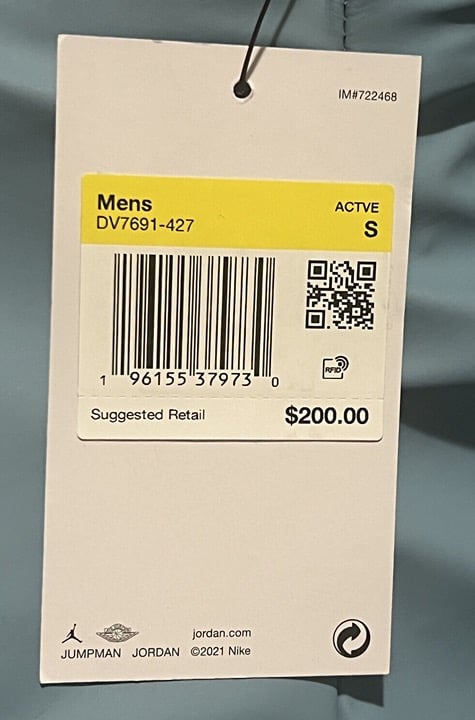 IM#722468
Mens
ACTVE
DV7691-427
S
RFID
1 96155 37973 0
Suggested Retail $200.00
jordan.com
JUMPMAN JORDAN ©2021 Nike